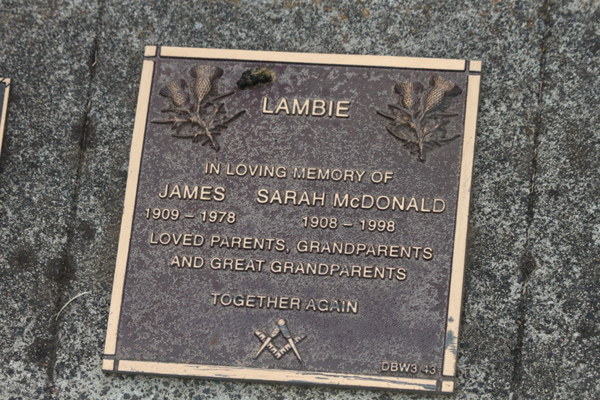 LAMBIE
IN LOVING MEMORY OF
JAMES SARAH McDONALD
1909 – 1978 1908 – 1998
LOVED PARENTS, GRANDPARENTS
AND GREAT GRANDPARENTS
TOGETHER AGAIN
DBW3 43